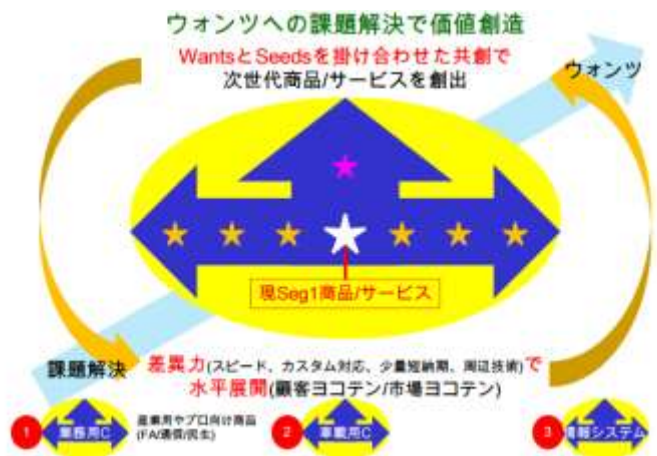 ウォンツへの課題解決で価値創造
WantsとSeedsを掛け合わせた共創で
次世代商品/サービスを創出
ウォンツ
現Seg1商品/サービス
課題解決
差異力(スピード、カスタム対応、少量短納期、周辺技術)で
水平展開(顧客ヨコテン/市場ヨコテン)
1
業務用C
産業用やプロ向け商品
(FA/通信/民生)
2
車載用C
3
情報システム